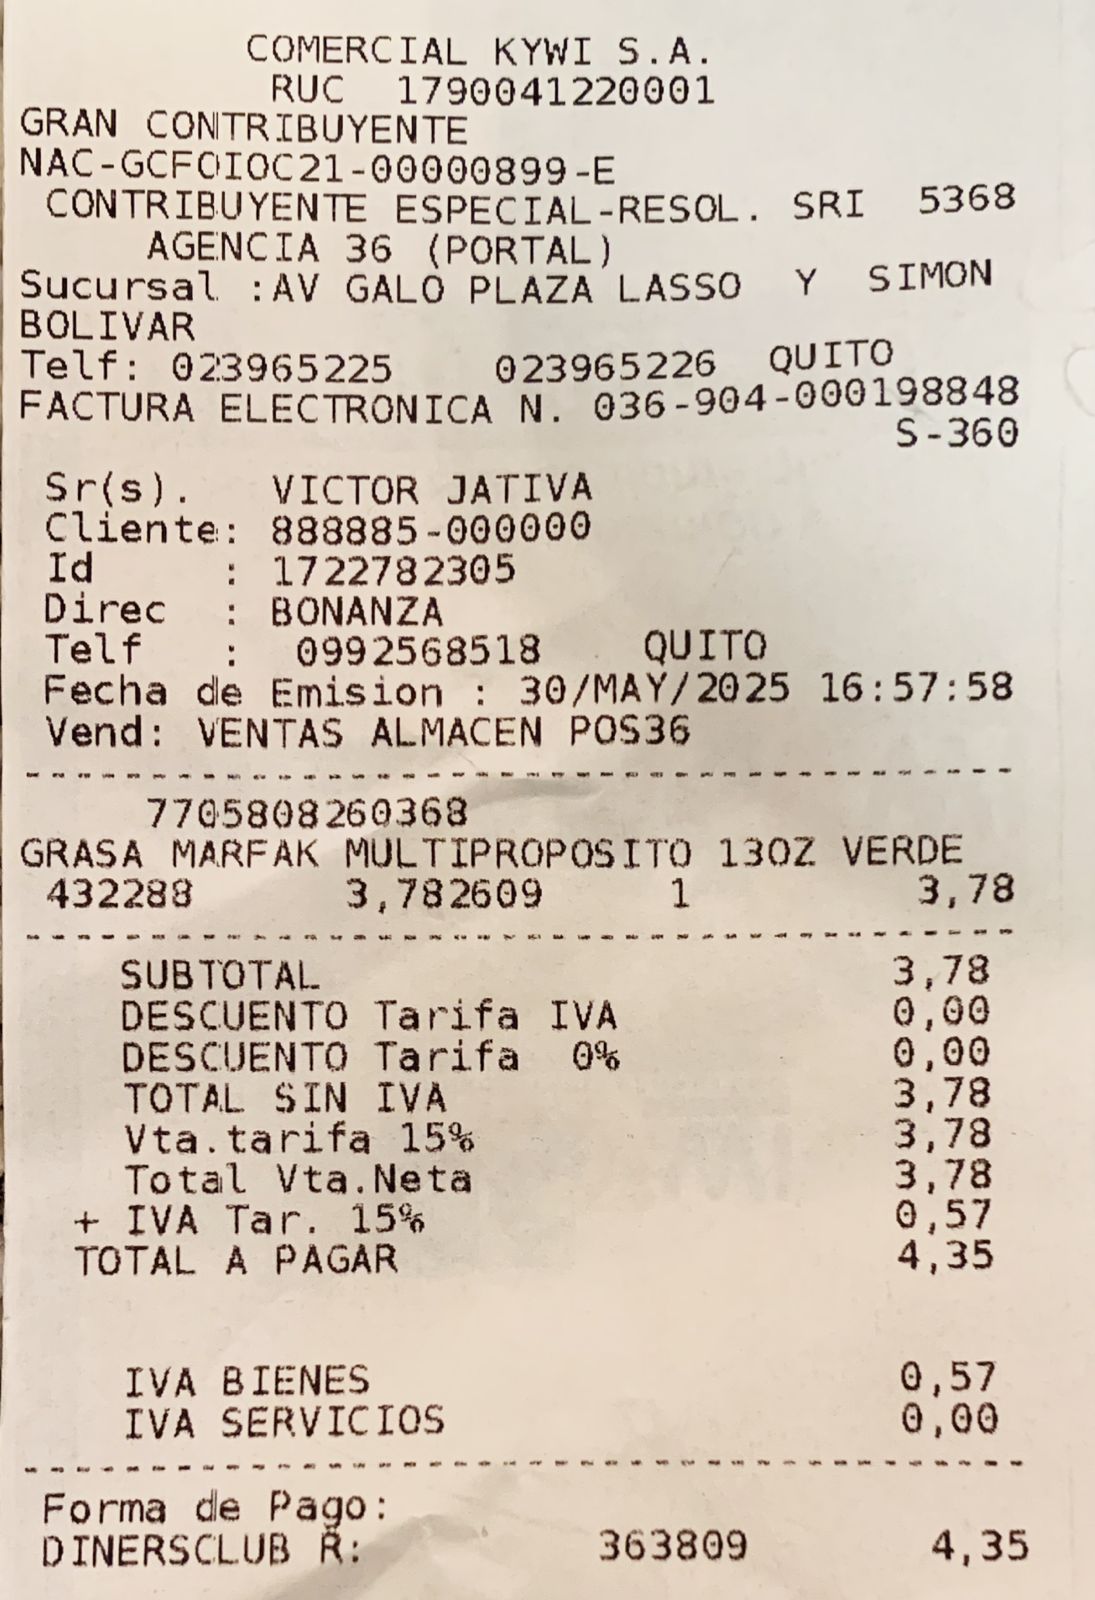 COMERCIAL KYWI S.A.
RUC 1790041220001
GRAN CONTRIBUYENTE
NAC-GCFOIOC21-00000899-E
CONTRIBUYENTE ESPECIAL-RESOL. SRI 5368
AGENCIA 36 (PORTAL)
Sucursal :AV GALO PLAZA LASSO Y SIMON
BOLIVAR
Telf: 023965225 023965226 QUITO
FACTURA ELECTRONICA N. 036-904-000198848
S-360
Sr(s). VICTOR JATIVA
Cliente: 888885-000000
Id : 1722782305
Direc : BONANZA
Telf : 0992568518 QUITO
Fecha de Emision : 30/MAY/2025 16:57:58
Vend: VENTAS ALMACEN POS36
----------------------------------------
7705808260368
GRASA MARFAK MULTIPROPOSITO 13OZ VERDE
432288 3,782609 1 3,78
----------------------------------------
SUBTOTAL 3,78
DESCUENTO Tarifa IVA 0,00
DESCUENTO Tarifa 0% 0,00
TOTAL SIN IVA 3,78
Vta.tarifa 15% 3,78
Total Vta.Neta 3,78
+ IVA Tar. 15% 0,57
TOTAL A PAGAR 4,35
IVA BIENES 0,57
IVA SERVICIOS 0,00
----------------------------------------
Forma de Pago:
DINERSCLUB R: 363809 4,35